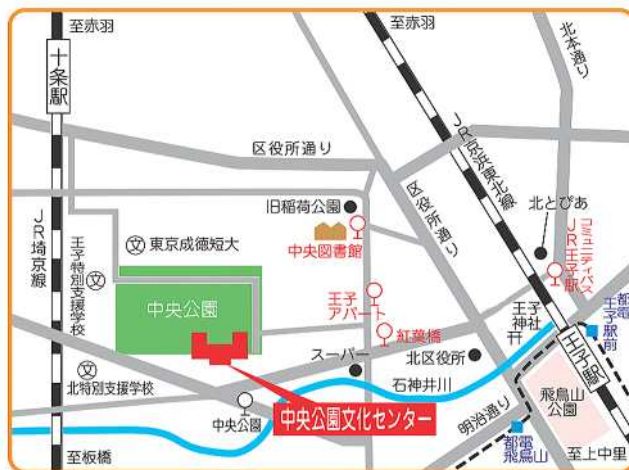 至赤羽
至赤羽
十条駅
北本通り
JR京浜東北線
区役所通り
区役所通り
旧稲荷公園
北とぴあ
中央図書館
コミュニティバス
JR王子駅
東京成徳短大
文
JR埼京線
王子特別支援学校
文
中央公園
王子
アパート
紅葉橋
王子
神社
都電
王子駅前
王子駅
スーパー
北区役所
文
北特別支援学校
石神井川
飛鳥山
公園
中央公園
中央公園文化センター
明治通り
都電
飛鳥山
至板橋
至上中里